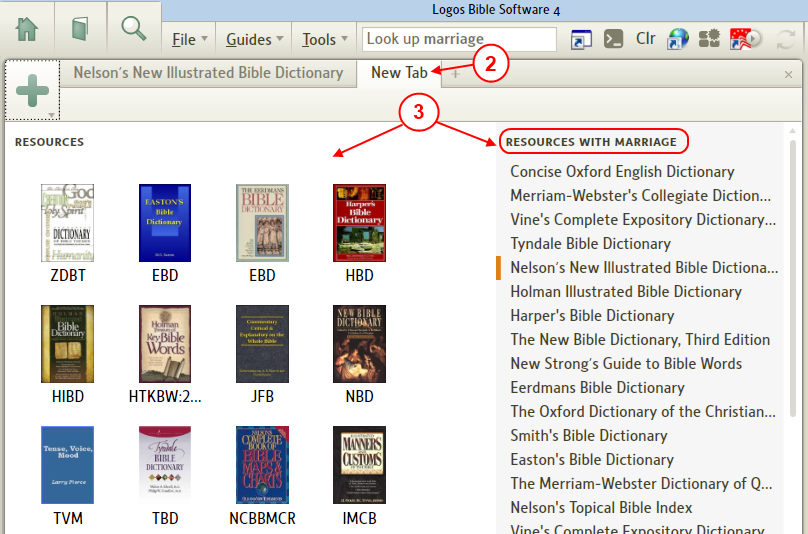 Logos Bible Software 4
File Guides Tools Look up marriage Clr
Nelson's New Illustrated Bible Dictionary New Tab + 2 ×
3
RESOURCES
ZDBT EBD EBD HBD
HIBD HTKBW:2... JFB NBD
TVM TBD NCBBMCR IMCB
God
Holy Spirit
DICTIONARY
OF BIBLE THEMES
Humanity
EASTON'S
Bible
Dictionary
THE EERDMANS
BIBLE
DICTIONARY
Harper's
Bible
Dictionary
HOLMAN
Bible
Dictionary
Holman
Treasury of
Key Bible
Words
Commentary
Critical &
Explanatory on the
Whole Bible
NEW BIBLE
DICTIONARY
Tense, Voice,
Mood
Larry Pierce
Tyndale
BIBLE
DICTIONARY
NELSON'S
COMPLETE
BOOK OF
BIBLE
MAPS &
CHARTS
MANNERS
AND
CUSTOMS
RESOURCES WITH MARRIAGE
Concise Oxford English Dictionary
Merriam-Webster's Collegiate Diction...
Vine's Complete Expository Dictionary...
Tyndale Bible Dictionary
Nelson's New Illustrated Bible Dictiona...
Holman Illustrated Bible Dictionary
Harper's Bible Dictionary
The New Bible Dictionary, Third Edition
New Strong's Guide to Bible Words
Eerdmans Bible Dictionary
The Oxford Dictionary of the Christian...
Smith's Bible Dictionary
Easton's Bible Dictionary
The Merriam-Webster Dictionary of Q...
Nelson's Topical Bible Index
Vine's Complete Expository Dictionary